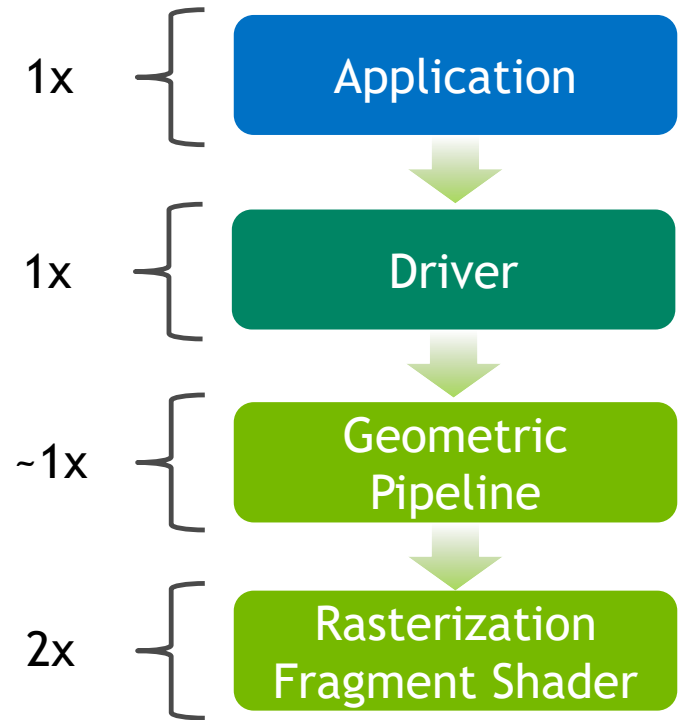 1x
Application
1x
Driver
~1x
Geometric
Pipeline
2x
Rasterization
Fragment Shader